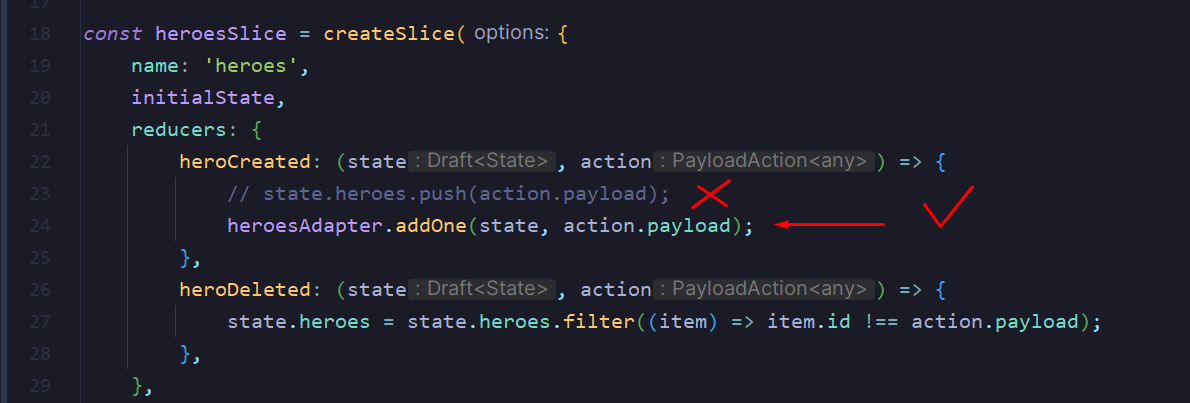 17
18 const heroesSlice = createSlice( options: {
19 name: 'heroes',
20 initialState,
21 reducers: {
22 heroCreated: (state : Draft<State> , action : PayloadAction<any> ) => {
23 // state.heroes.push(action.payload);
24 heroesAdapter.addOne(state, action.payload);
25 },
26 heroDeleted: (state : Draft<State> , action : PayloadAction<any> ) => {
27 state.heroes = state.heroes.filter((item) => item.id !== action.payload);
28 },
29 },